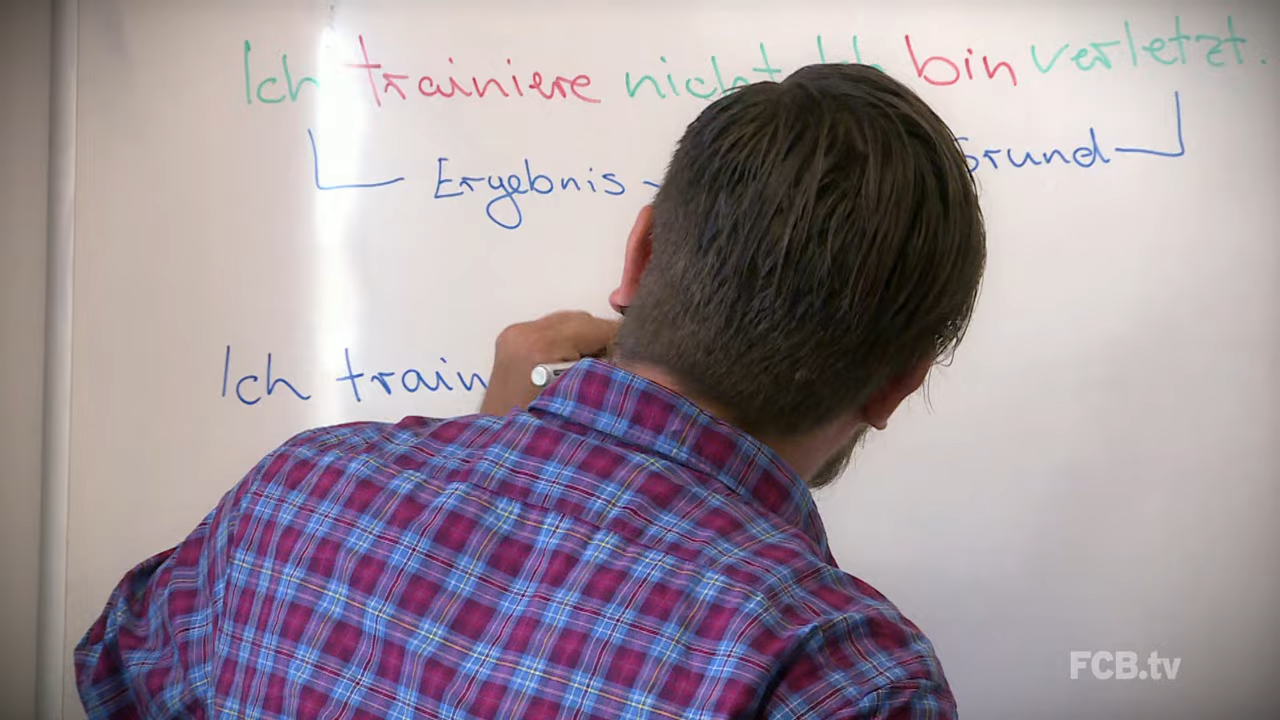 Ich trainiere nicht. Ich bin verletzt.
Ergebnis Grund
Ich train
FCB.tv